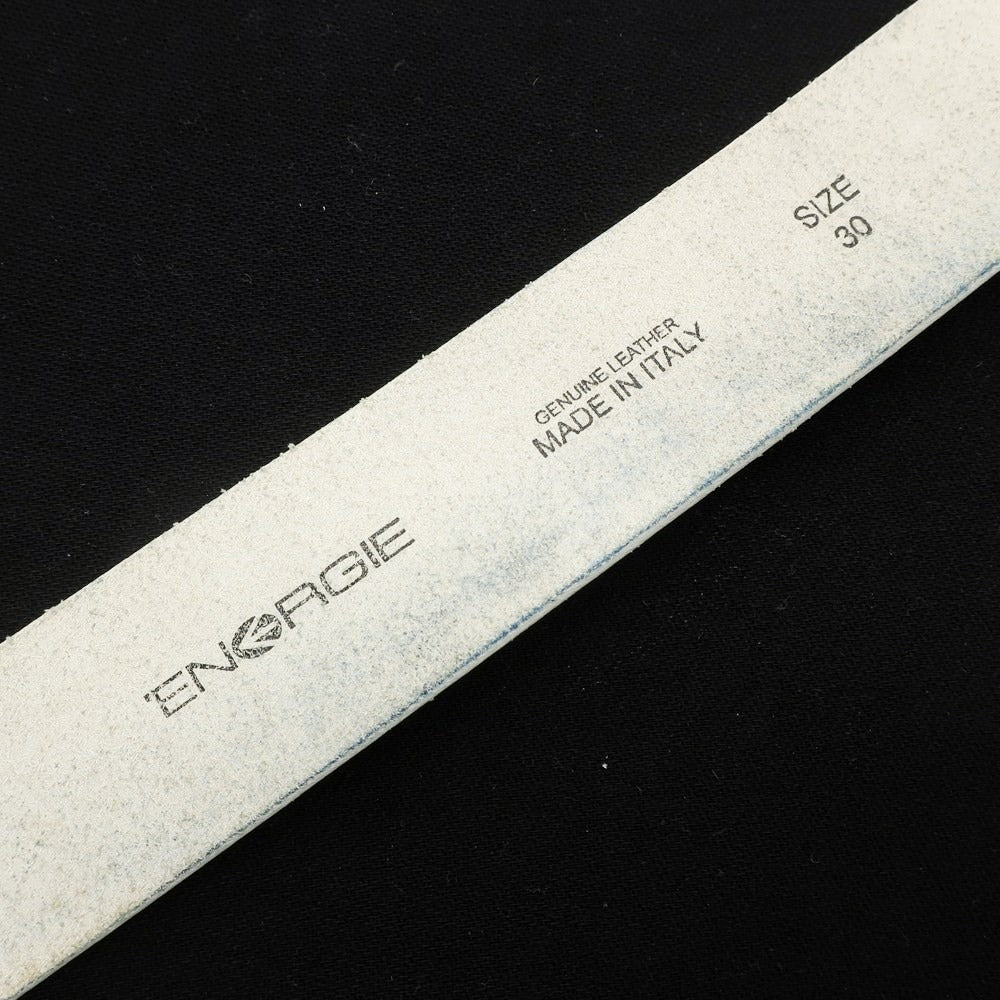 'ENERGIE
GENUINE LEATHER
MADE IN ITALY
SIZE
30